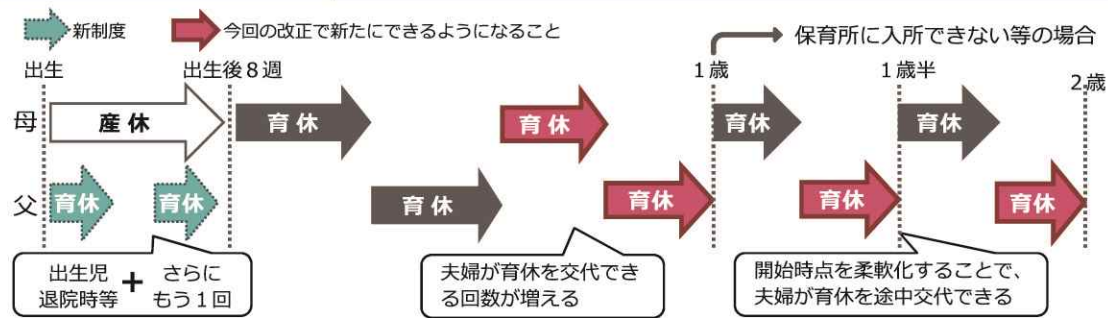 新制度
今回の改正で新たにできるようになること
保育所に入所できない等の場合
出生
出生後8週
1歳
1歳半
2歳
母
産休
育休
育休
育休
育休
父
育休
育休
育休
育休
育休
育休
出生児
退院時等
+
さらに
もう1回
夫婦が育休を交代でき
る回数が増える
開始時点を柔軟化することで、
夫婦が育休を途中交代できる